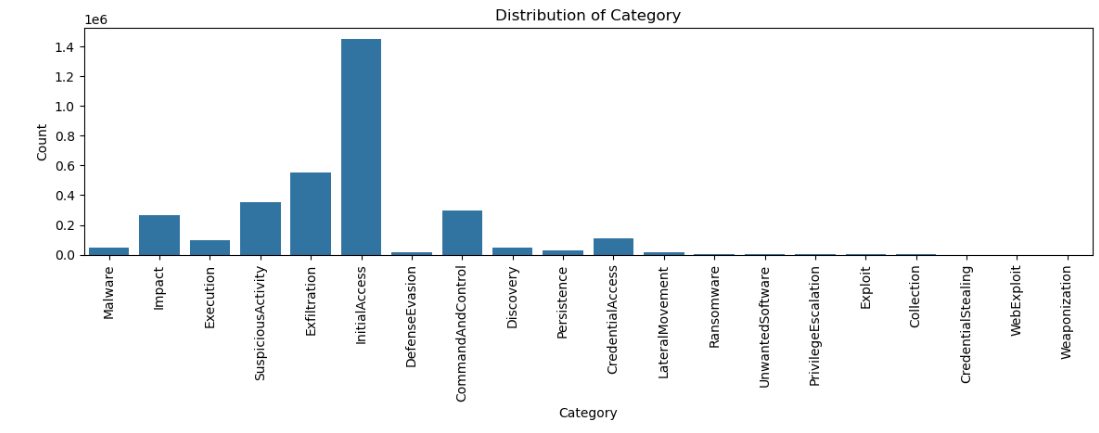 Distribution of Category
1e6
1.4
1.2
1.0
0.8
0.6
0.4
0.2
0.0
Count
Malware
Impact
Execution
SuspiciousActivity
Exfiltration
InitialAccess
DefenseEvasion
CommandAndControl
Discovery
Persistence
CredentialAccess
LateralMovement
Ransomware
UnwantedSoftware
PrivilegeEscalation
Exploit
Collection
CredentialStealing
WebExploit
Weaponization
Category